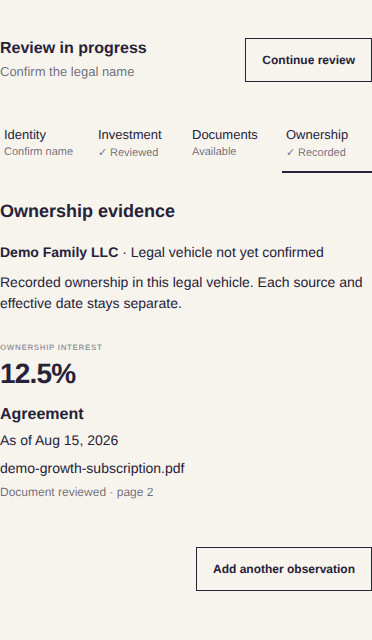 Review in progress
Confirm the legal name
Continue review
Identity
Confirm name
Investment
✓ Reviewed
Documents
Available
Ownership
✓ Recorded
Ownership evidence
Demo Family LLC · Legal vehicle not yet confirmed
Recorded ownership in this legal vehicle. Each source and
effective date stays separate.
OWNERSHIP INTEREST
12.5%
Agreement
As of Aug 15, 2026
demo-growth-subscription.pdf
Document reviewed · page 2
Add another observation